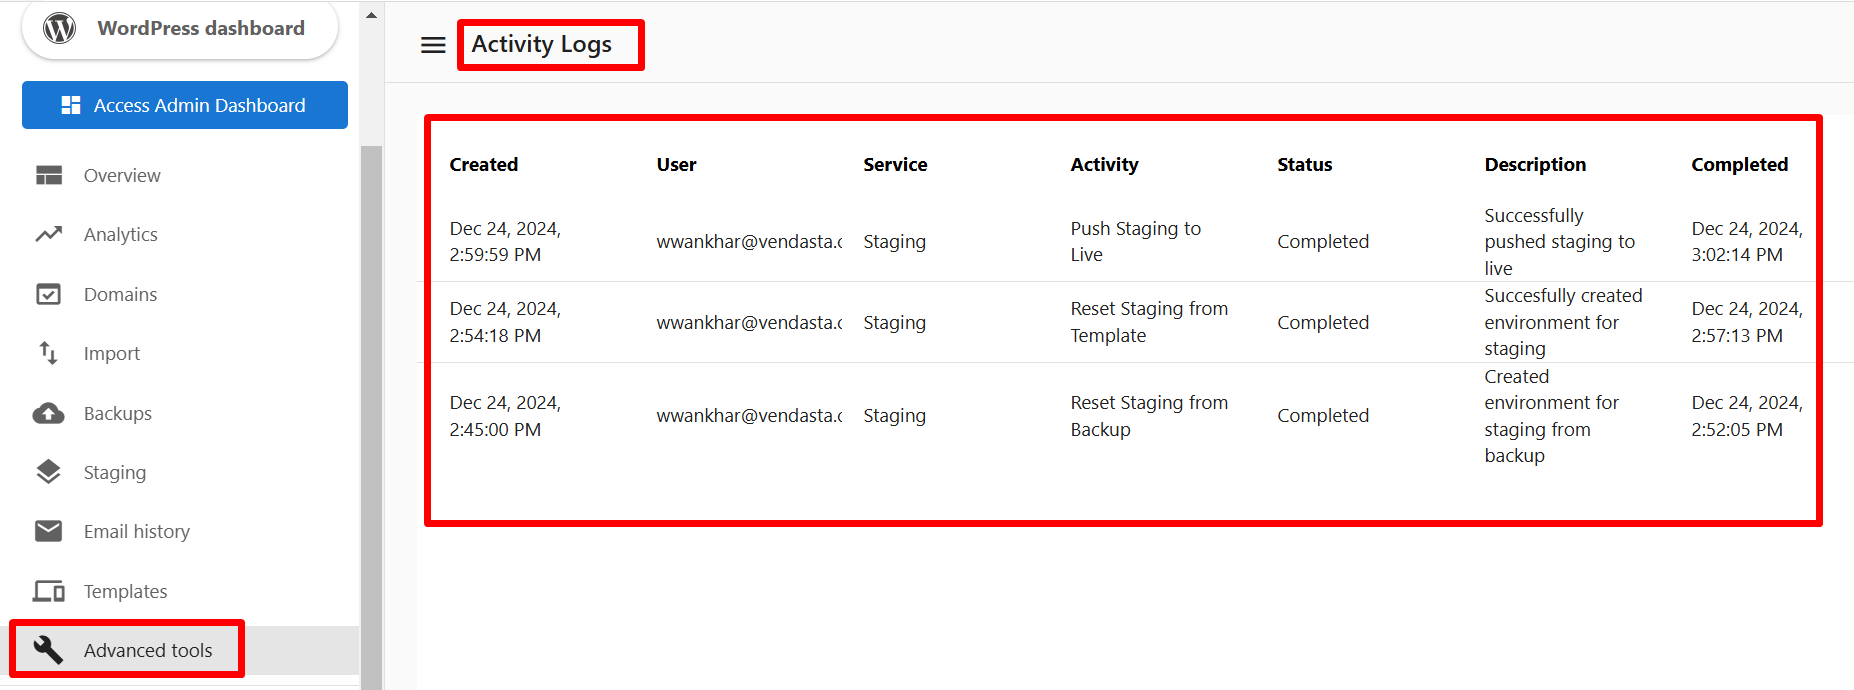 WordPress dashboard
Access Admin Dashboard
Overview
Analytics
Domains
Import
Backups
Staging
Email history
Templates
Advanced tools
Activity Logs
Created User Service Activity Status Description Completed
Dec 24, 2024,
2:59:59 PM
wwankhar@vendasta.c
Staging
Push Staging to
Live
Completed
Successfully
pushed staging to
live
Dec 24, 2024,
3:02:14 PM
Dec 24, 2024,
2:54:18 PM
wwankhar@vendasta.c
Staging
Reset Staging from
Template
Completed
Succesfully created
environment for
staging
Dec 24, 2024,
2:57:13 PM
Dec 24, 2024,
2:45:00 PM
wwankhar@vendasta.c
Staging
Reset Staging from
Backup
Completed
Created
environment for
staging from
backup
Dec 24, 2024,
2:52:05 PM